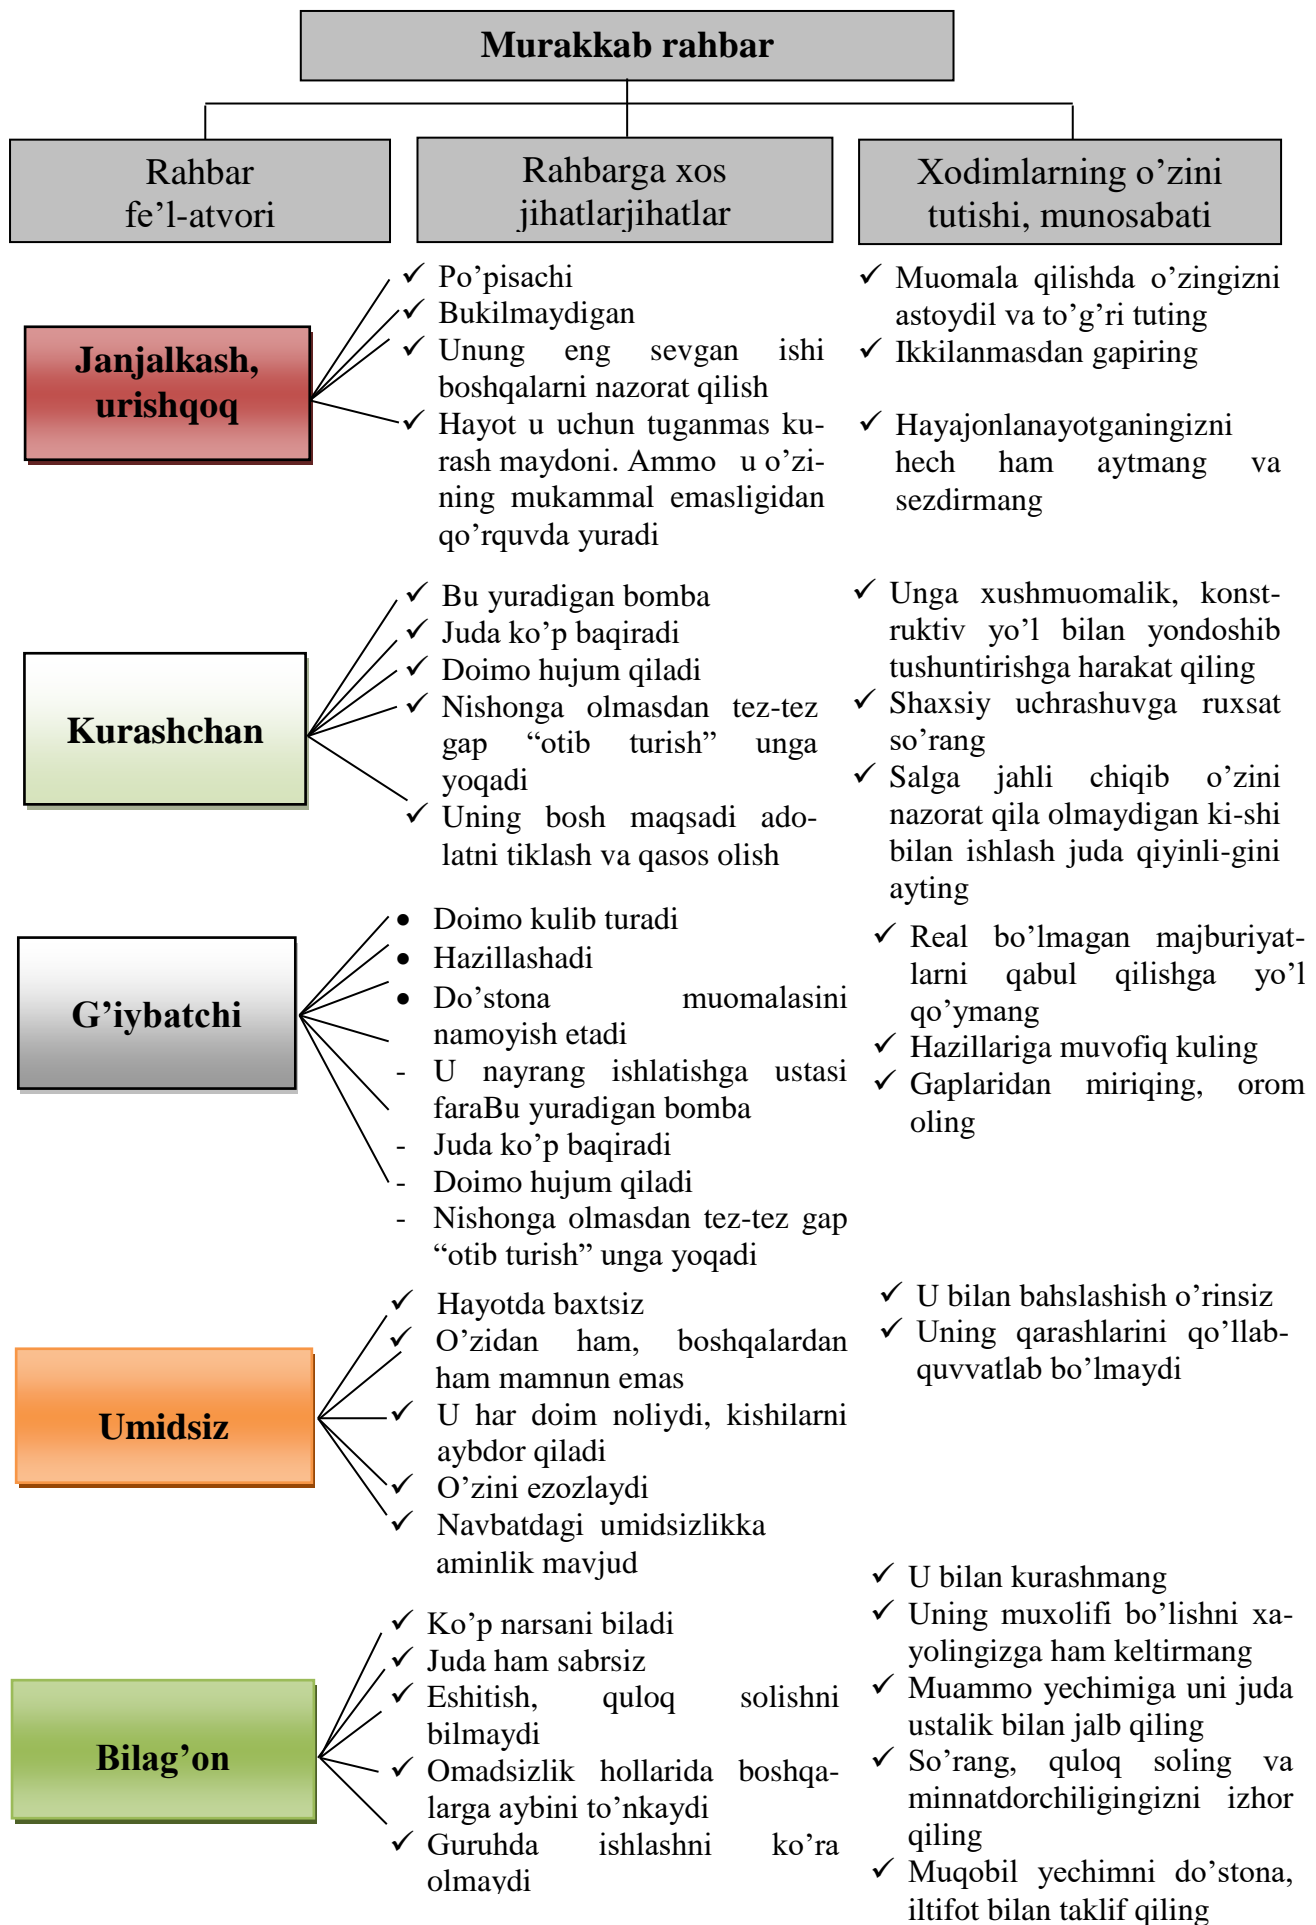 Murakkab rahbar
Rahbar
fe’l-atvori
Rahbarga xos
jihatlarjihatlar
Xodimlarning o’zini
tutishi, munosabati
Janjalkash,
urishqoq
✓ Po’pisachi
✓ Bukilmaydigan
✓ Unung eng sevgan ishi
boshqalarni nazorat qilish
✓ Hayot u uchun tuganmas ku-
rash maydoni. Ammo u o’zi-
ning mukammal emasligidan
qo’rquvda yuradi
✓ Muomala qilishda o’zingizni
astoydil va to’g’ri tuting
✓ Ikkilanmasdan gapiring
✓ Hayajonlanayotganingizni
hech ham aytmang va
sezdirmang
Kurashchan
✓ Bu yuradigan bomba
✓ Juda ko’p baqiradi
✓ Doimo hujum qiladi
✓ Nishonga olmasdan tez-tez
gap “otib turish” unga
yoqadi
✓ Uning bosh maqsadi ado-
latni tiklash va qasos olish
✓ Unga xushmuomalik, konst-
ruktiv yo’l bilan yondoshib
tushuntirishga harakat qiling
✓ Shaxsiy uchrashuvga ruxsat
so’rang
✓ Salga jahli chiqib o’zini
nazorat qila olmaydigan ki-shi
bilan ishlash juda qiyinli-gini
ayting
G’iybatchi
• Doimo kulib turadi
• Hazillashadi
• Do’stona muomalasini
namoyish etadi
- U nayrang ishlatishga ustasi
faraBu yuradigan bomba
- Juda ko’p baqiradi
- Doimo hujum qiladi
- Nishonga olmasdan tez-tez gap
“otib turish” unga yoqadi
✓ Real bo’lmagan majburiyat-
larni qabul qilishga yo’l
qo’ymang
✓ Hazillariga muvofiq kuling
✓ Gaplaridan miriqing, orom
oling
Umidsiz
✓ Hayotda baxtsiz
✓ O’zidan ham, boshqalardan
ham mamnun emas
✓ U har doim noliydi, kishilarni
aybdor qiladi
✓ O’zini ezozlaydi
✓ Navbatdagi umidsizlikka
aminlik mavjud
✓ U bilan bahslashish o’rinsiz
✓ Uning qarashlarini qo’llab-
quvvatlab bo’lmaydi
Bilag’on
✓ Ko’p narsani biladi
✓ Juda ham sabrsiz
✓ Eshitish, quloq solishni
bilmaydi
✓ Omadsizlik hollarida boshqa-
larga aybini to’nkaydi
✓ Guruhda ishlashni ko’ra
olmaydi
✓ U bilan kurashmang
✓ Uning muxolifi bo’lishni xa-
yolingizga ham keltirmang
✓ Muammo yechimiga uni juda
ustalik bilan jalb qiling
✓ So’rang, quloq soling va
minnatdorchiligingizni izhor
qiling
✓ Muqobil yechimni do’stona,
iltifot bilan taklif qiling